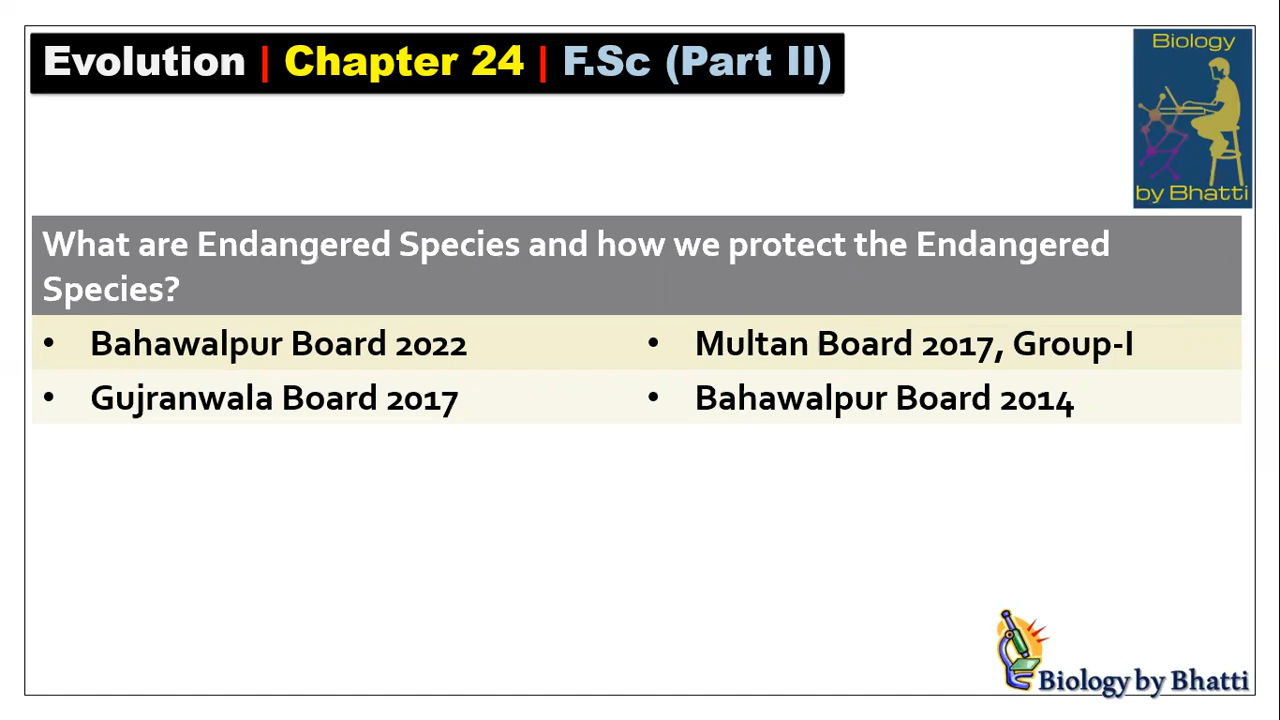 Evolution | Chapter 24 | F.Sc (Part II)
Biology
by Bhatti
What are Endangered Species and how we protect the Endangered
Species?
• Bahawalpur Board 2022
• Multan Board 2017, Group-I
• Gujranwala Board 2017
• Bahawalpur Board 2014
Biology by Bhatti